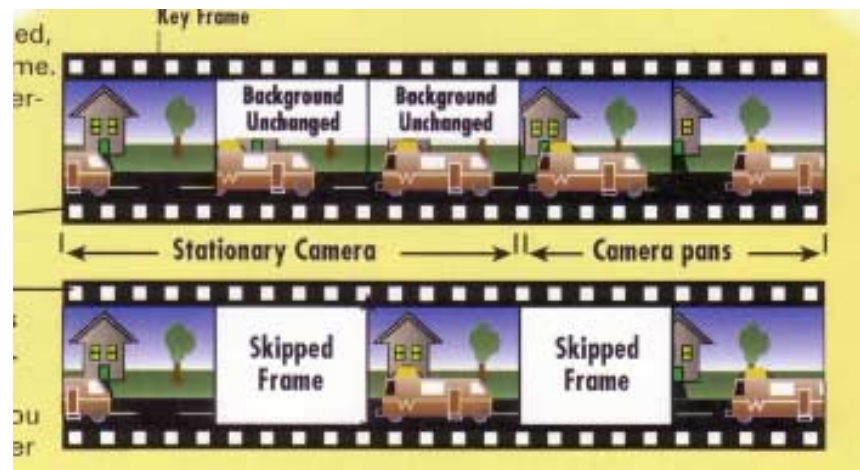 Key Frame
ed,
me.
er-
Background
Unchanged
Background
Unchanged
Stationary Camera
Camera pans
Skipped
Frame
Skipped
Frame
ou
er